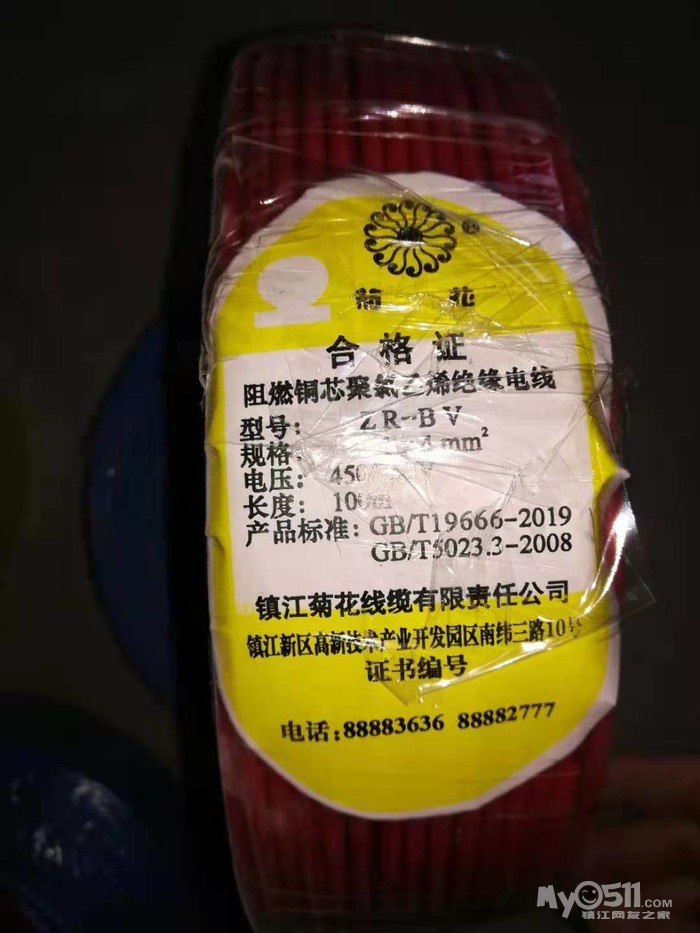 ®
菊 花
合格证
阻燃铜芯聚氯乙烯绝缘电线
型号: ZR-BV
规格: 4mm²
电压: 450
长度: 100m
产品标准: GB/T19666-2019
GB/T5023.3-2008
镇江菊花线缆有限责任公司
镇江新区高新技术产业开发园区南纬三路10号
证书编号
电话:88883636 88882777
My0511.com
镇江网友之家